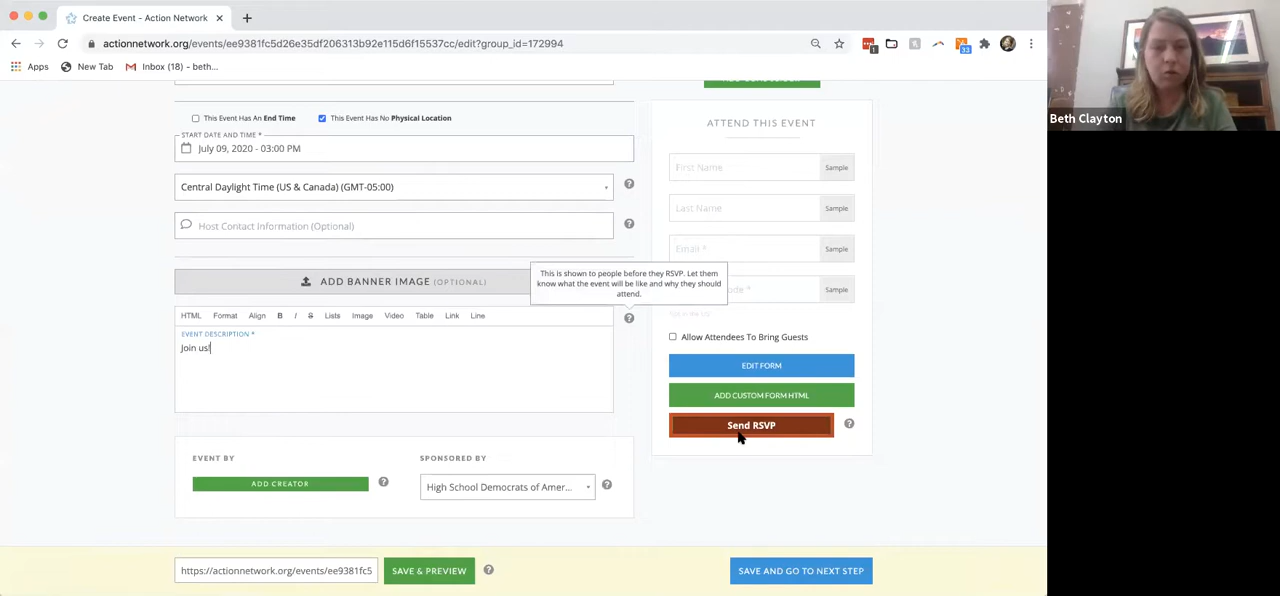 Create Event - Action Network
actionnetwork.org/events/ee9381fc5d26e35df206313b92e115d6f15537cc/edit?group_id=172994
1
33
Apps
New Tab
Inbox (18) - beth...
Beth Clayton
This Event Has An End Time
This Event Has No Physical Location
START DATE AND TIME *
July 09, 2020 - 03:00 PM
Central Daylight Time (US & Canada) (GMT-05:00)
Host Contact Information (Optional)
ADD BANNER IMAGE (OPTIONAL)
This is shown to people before they RSVP. Let them
know what the event will be like and why they should
attend.
HTML Format Align B I S Lists Image Video Table Link Line
EVENT DESCRIPTION *
Join us!
EVENT BY
ADD CREATOR
SPONSORED BY
High School Democrats of Amer...
ATTEND THIS EVENT
First Name
Sample
Last Name
Sample
Email *
Sample
ode *
Sample
Allow Attendees To Bring Guests
EDIT FORM
ADD CUSTOM FORM HTML
Send RSVP
https://actionnetwork.org/events/ee9381fc5
SAVE & PREVIEW
SAVE AND GO TO NEXT STEP